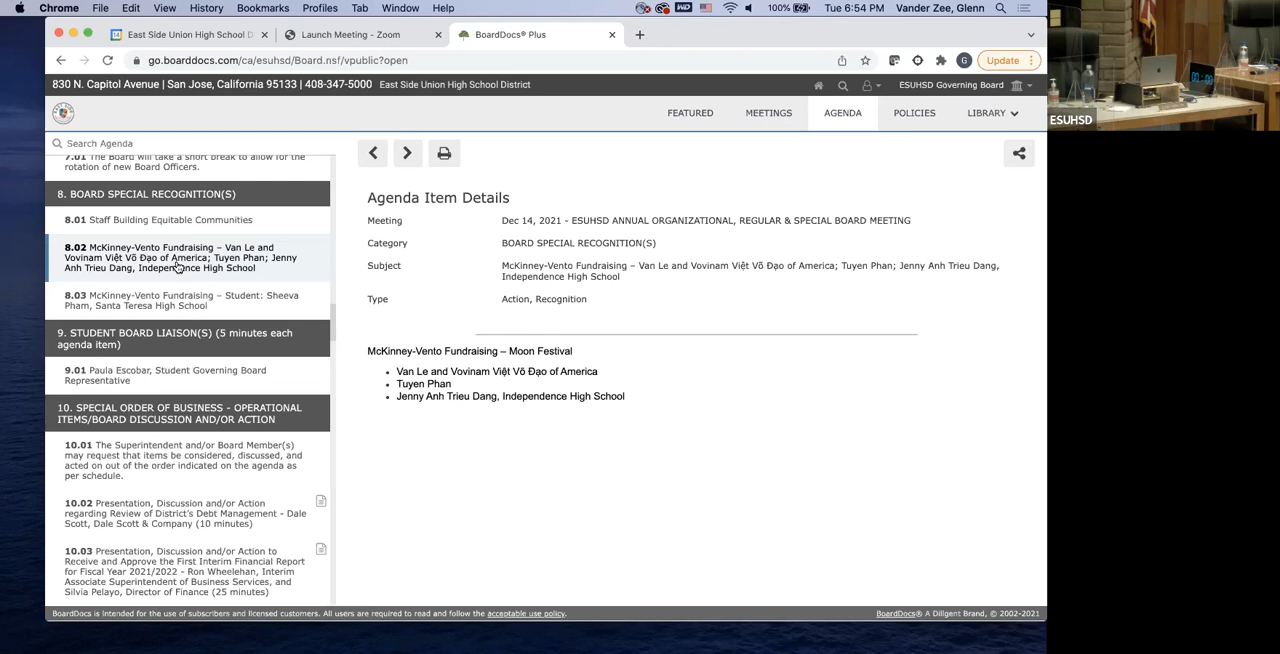 Chrome File Edit View History Bookmarks Profiles Tab Window Help
100% Tue 6:54 PM Vander Zee, Glenn
East Side Union High School D
Launch Meeting - Zoom
BoardDocs® Plus
go.boarddocs.com/ca/esuhsd/Board.nsf/vpublic?open
G
Update
830 N. Capitol Avenue | San Jose, California 95133 | 408-347-5000 East Side Union High School District
ESUHSD Governing Board
FEATURED MEETINGS AGENDA POLICIES LIBRARY
Search Agenda
7.01 The Board will take a short break to allow for the
rotation of new Board Officers.
8. BOARD SPECIAL RECOGNITION(S)
8.01 Staff Building Equitable Communities
8.02 McKinney-Vento Fundraising – Van Le and
Vovinam Việt Võ Đạo of America; Tuyen Phan; Jenny
Anh Trieu Dang, Independence High School
8.03 McKinney-Vento Fundraising – Student: Sheeva
Pham, Santa Teresa High School
9. STUDENT BOARD LIAISON(S) (5 minutes each
agenda item)
9.01 Paula Escobar, Student Governing Board
Representative
10. SPECIAL ORDER OF BUSINESS - OPERATIONAL
ITEMS/BOARD DISCUSSION AND/OR ACTION
10.01 The Superintendent and/or Board Member(s)
may request that items be considered, discussed, and
acted on out of the order indicated on the agenda as
per schedule.
10.02 Presentation, Discussion and/or Action
regarding Review of District's Debt Management - Dale
Scott, Dale Scott & Company (10 minutes)
10.03 Presentation, Discussion and/or Action to
Receive and Approve the First Interim Financial Report
for Fiscal Year 2021/2022 - Ron Wheelehan, Interim
Associate Superintendent of Business Services, and
Silvia Pelayo, Director of Finance (25 minutes)
Agenda Item Details
Meeting Dec 14, 2021 - ESUHSD ANNUAL ORGANIZATIONAL, REGULAR & SPECIAL BOARD MEETING
Category BOARD SPECIAL RECOGNITION(S)
Subject McKinney-Vento Fundraising – Van Le and Vovinam Việt Võ Đạo of America; Tuyen Phan; Jenny Anh Trieu Dang,
Independence High School
Type Action, Recognition
McKinney-Vento Fundraising – Moon Festival
• Van Le and Vovinam Việt Võ Đạo of America
• Tuyen Phan
• Jenny Anh Trieu Dang, Independence High School
BoardDocs is intended for the use of subscribers and licensed customers. All users are required to read and follow the acceptable use policy.
BoardDocs® A Diligent Brand, © 2002-2021
ESUHSD